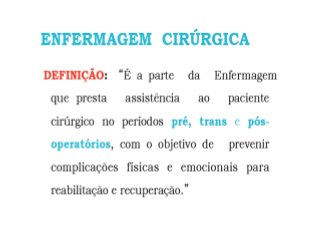 ENFERMAGEM CIRÚRGICA
DEFINIÇÃO: "É a parte da Enfermagem
que presta assistência ao paciente
cirúrgico no períodos pré, trans e pós-
operatórios, com o objetivo de prevenir
complicações físicas e emocionais para
reabilitação e recuperação."